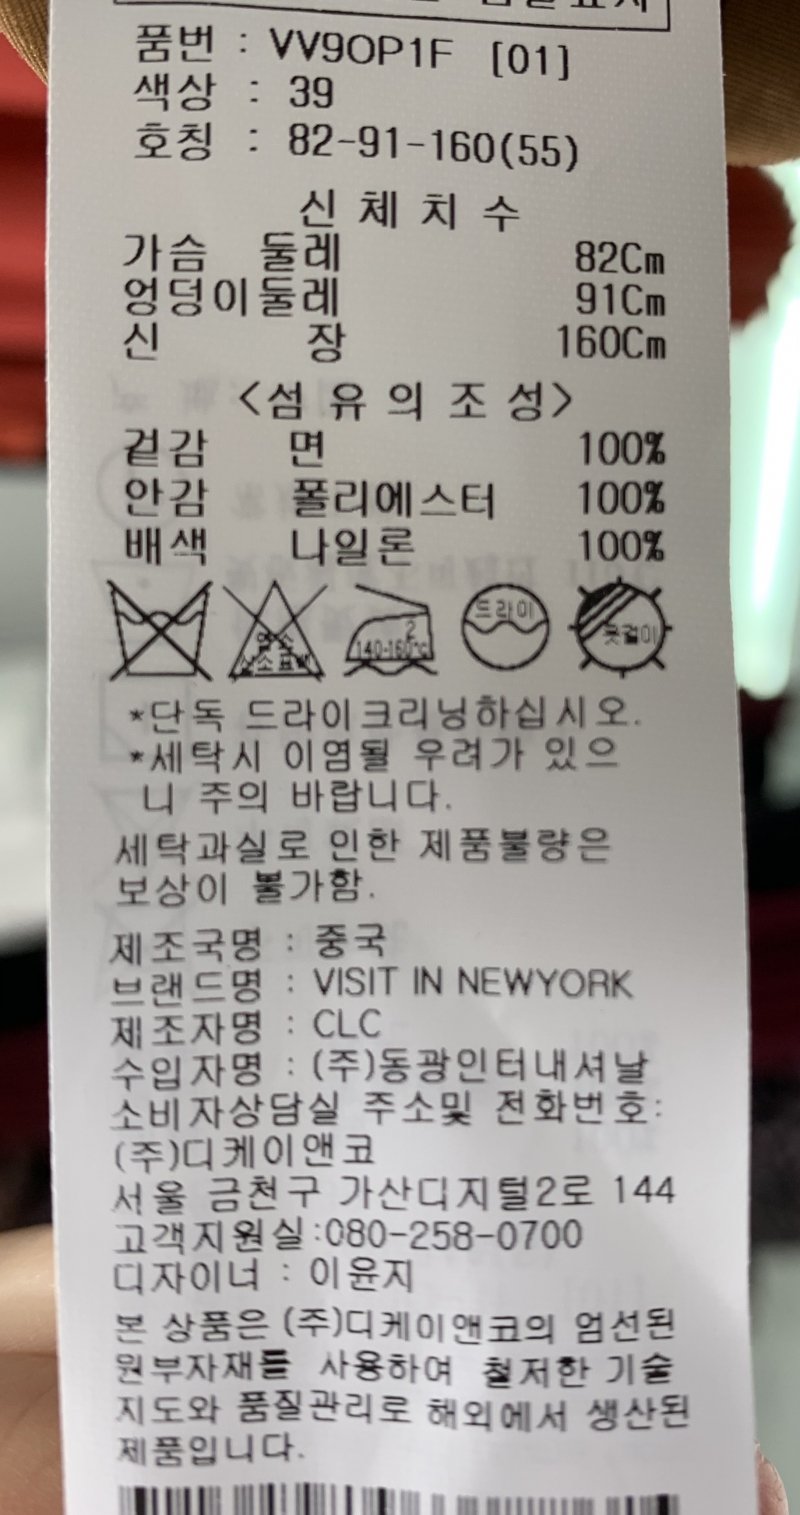 품번 : VV9OP1F [01]
색상 : 39
호칭 : 82-91-160(55)
신체치수
가슴 둘레 82Cm
엉덩이둘레 91Cm
신 장 160Cm
<섬유의조성>
겉감 면 100%
안감 폴리에스터 100%
배색 나일론 100%
염소 산소표백 2 140-160℃ 드라이 옷걸이
*단독 드라이크리닝하십시오.
*세탁시 이염될 우려가 있으
니 주의 바랍니다.
세탁과실로 인한 제품불량은
보상이 불가함.
제조국명 : 중국
브랜드명 : VISIT IN NEWYORK
제조자명 : CLC
수입자명 : (주)동광인터내셔날
소비자상담실 주소및 전화번호:
(주)디케이앤코
서울 금천구 가산디지털2로 144
고객지원실:080-258-0700
디자이너 : 이윤지
본 상품은 (주)디케이앤코의 엄선된
원부자재를 사용하여 철저한 기술
지도와 품질관리로 해외에서 생산된
제품입니다.